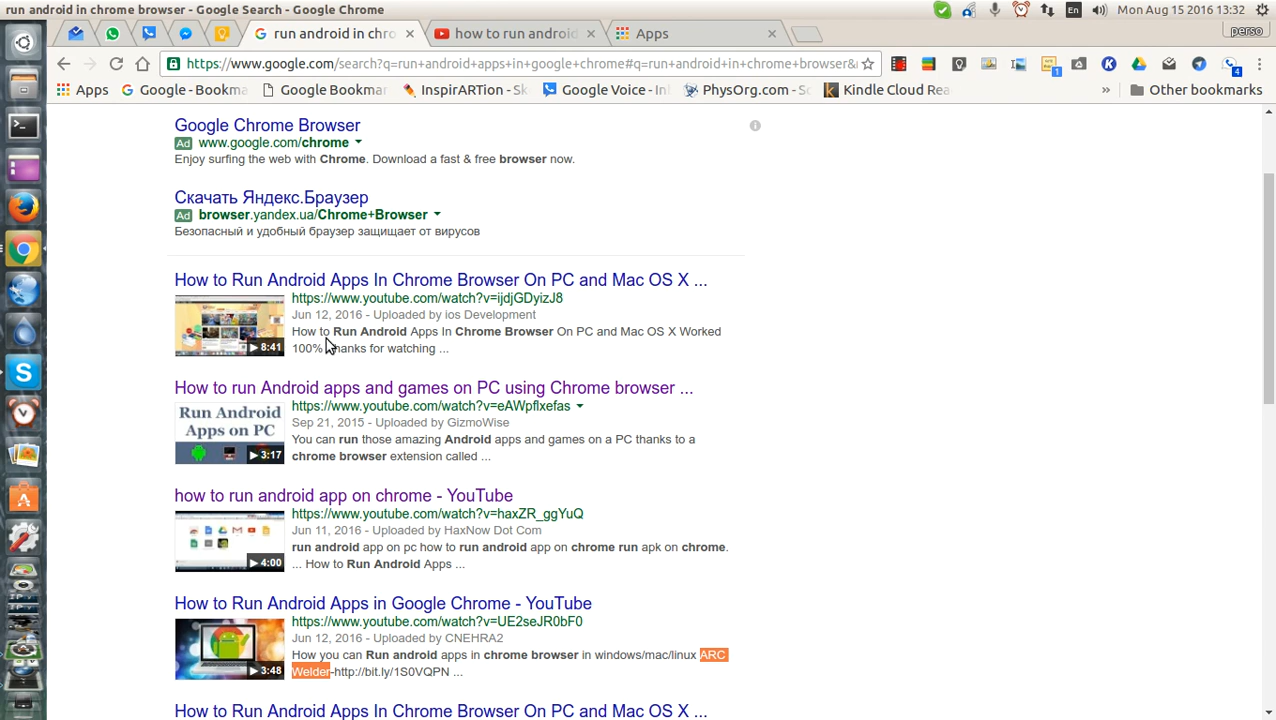 run android in chrome browser - Google Search - Google Chrome
En
Mon Aug 15 2016 13:32
run android in chro
how to run android
Apps
perso
https://www.google.com/search?q=run+android+apps+in+google+chrome#q=run+android+in+chrome+browser&
1
4
Apps
Google - Bookma
Google Bookmar
InspirARTion - Sk
Google Voice - In
PhysOrg.com - Sc
Kindle Cloud Rea
»
Other bookmarks
Google Chrome Browser
Ad www.google.com/chrome
Enjoy surfing the web with Chrome. Download a fast & free browser now.
Скачать Яндекс.Браузер
Ad browser.yandex.ua/Chrome+Browser
Безопасный и удобный браузер защищает от вирусов
How to Run Android Apps In Chrome Browser On PC and Mac OS X ...
https://www.youtube.com/watch?v=ijdjGDyizJ8
Jun 12, 2016 - Uploaded by ios Development
How to Run Android Apps In Chrome Browser On PC and Mac OS X Worked
100% thanks for watching ...
8:41
How to run Android apps and games on PC using Chrome browser ...
https://www.youtube.com/watch?v=eAWpflxefas
Sep 21, 2015 - Uploaded by GizmoWise
You can run those amazing Android apps and games on a PC thanks to a
chrome browser extension called ...
Run Android
Apps on PC
3:17
how to run android app on chrome - YouTube
https://www.youtube.com/watch?v=haxZR_ggYuQ
Jun 11, 2016 - Uploaded by HaxNow Dot Com
run android app on pc how to run android app on chrome run apk on chrome.
... How to Run Android Apps ...
4:00
How to Run Android Apps in Google Chrome - YouTube
https://www.youtube.com/watch?v=UE2seJR0bF0
Jun 12, 2016 - Uploaded by CNEHRA2
How you can Run android apps in chrome browser in windows/mac/linux ARC
Welder-http://bit.ly/1S0VQPN ...
3:48
How to Run Android Apps In Chrome Browser On PC and Mac OS X ...